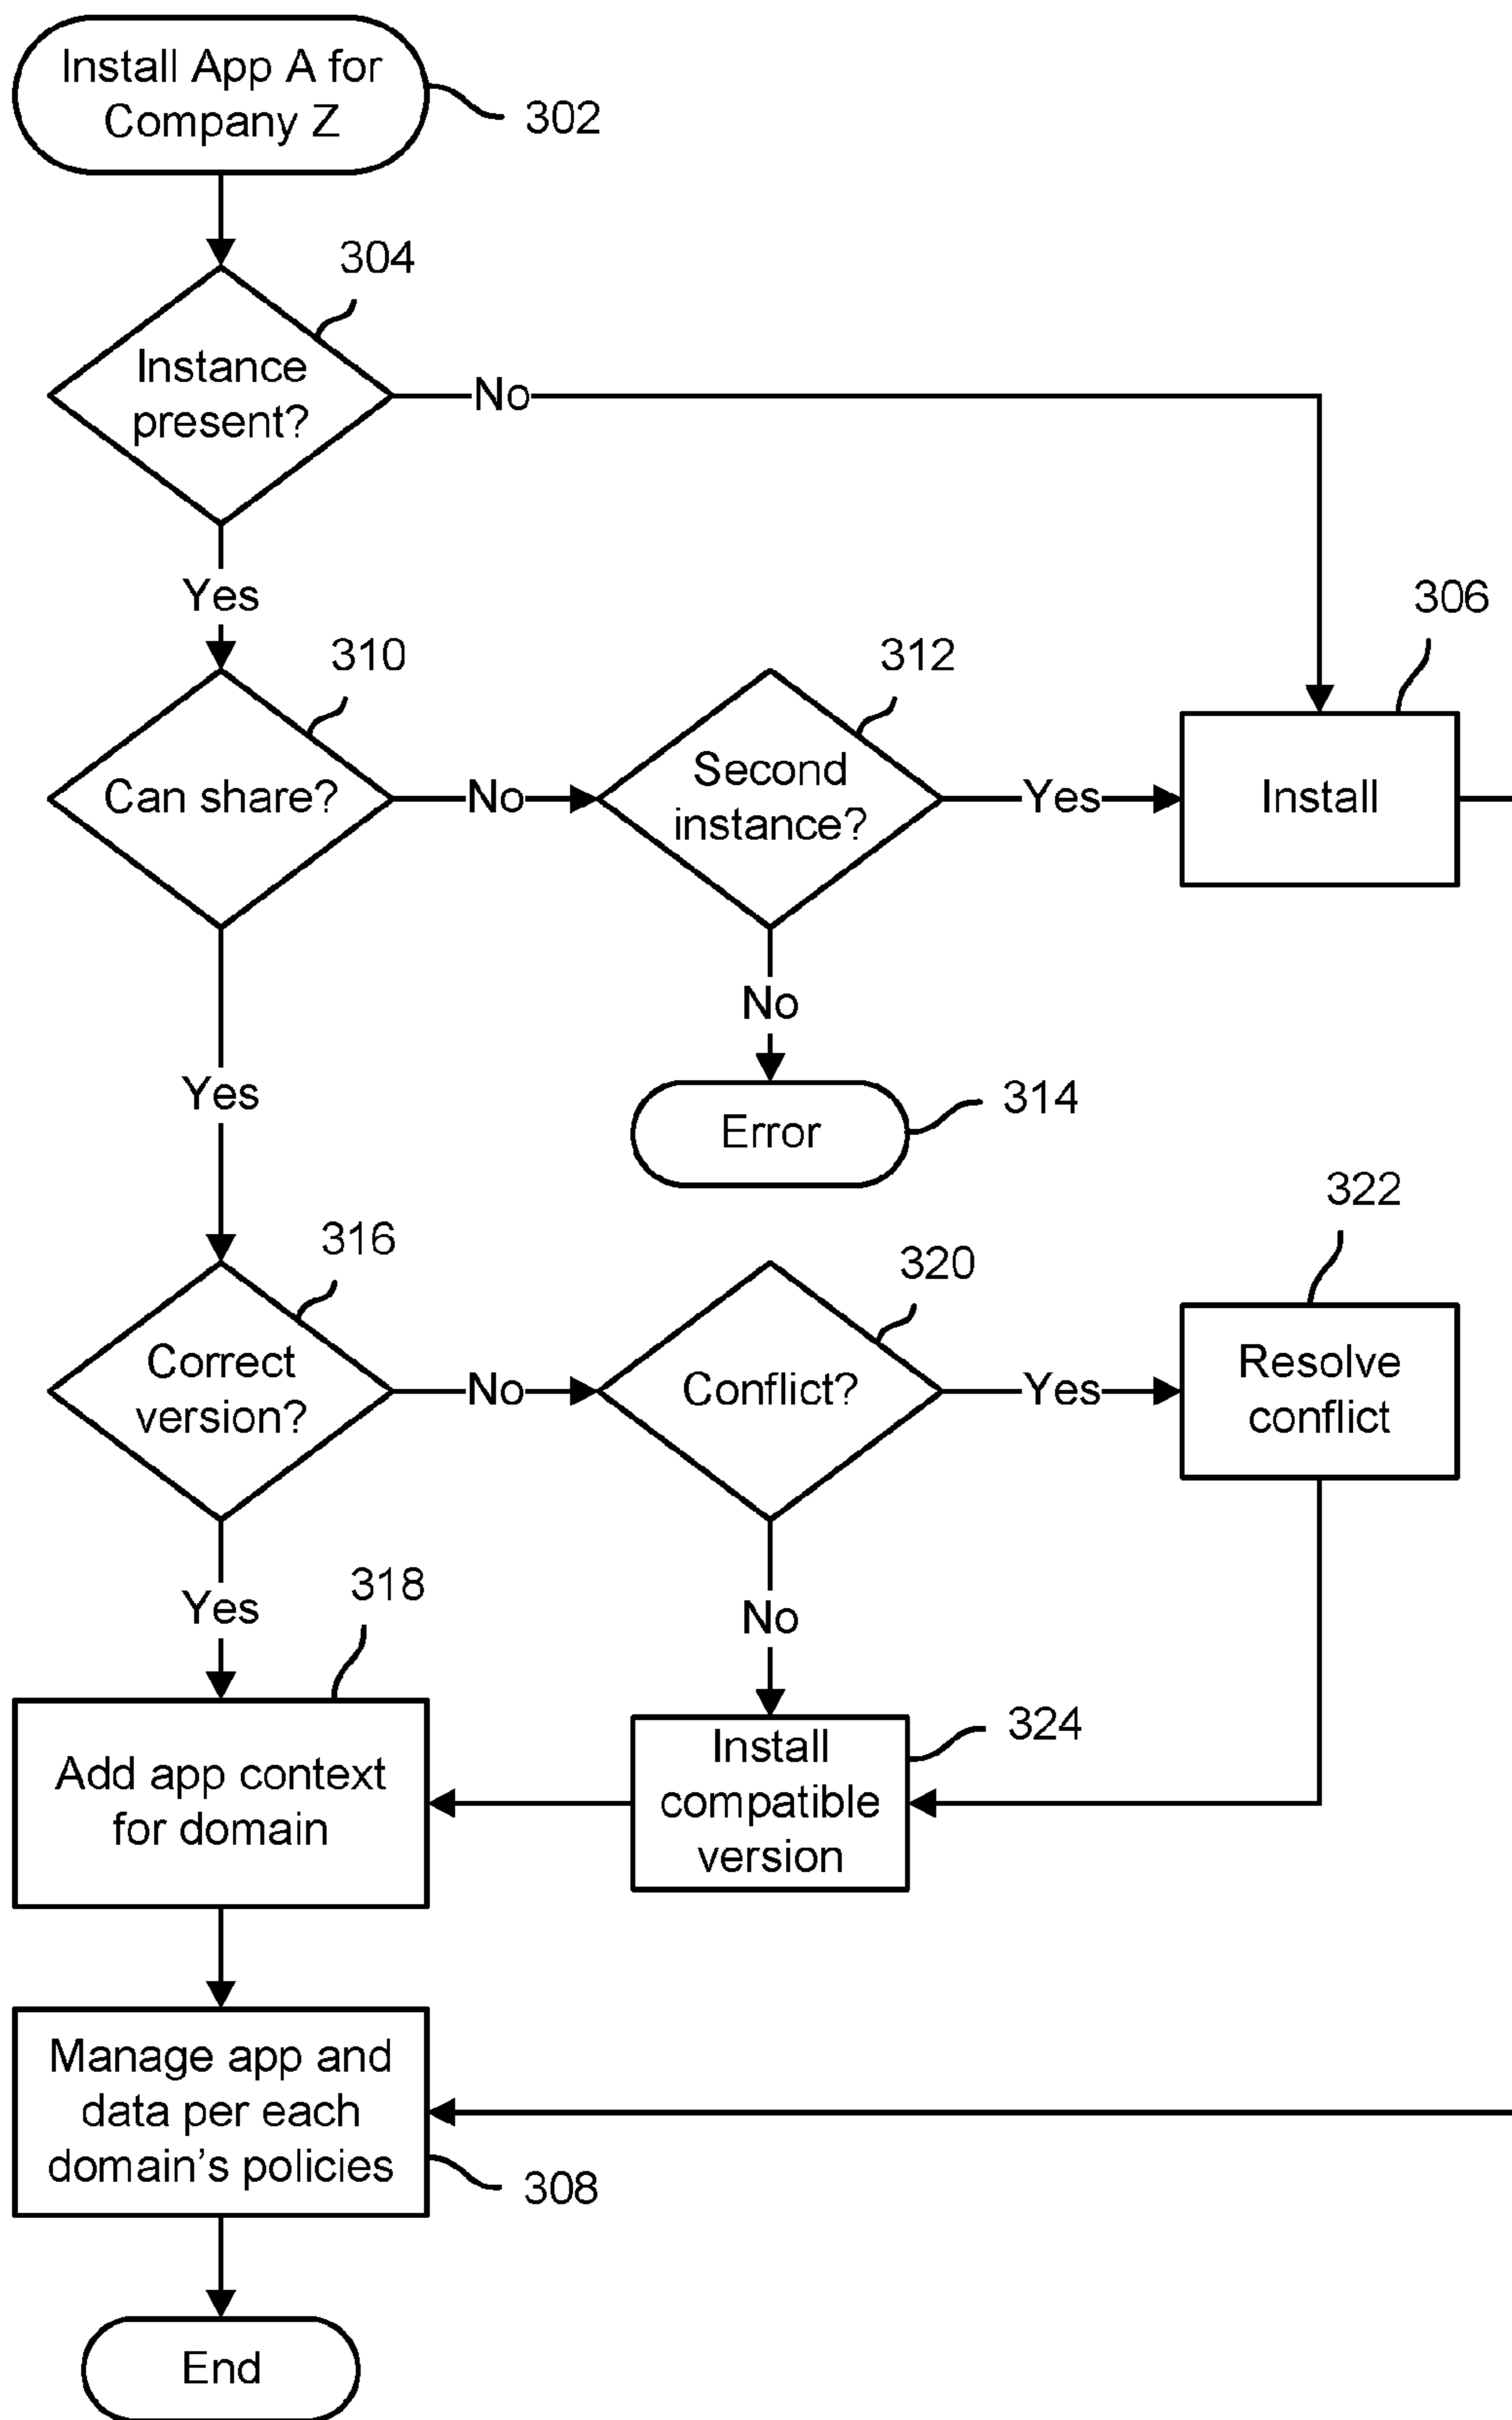 Install App A for
Company Z
302
304
Instance
present?
No
Yes
306
310
312
Can share?
No
Second
instance?
Yes
Install
No
Yes
Error
314
322
316
320
Correct
version?
No
Conflict?
Yes
Resolve
conflict
318
Yes
No
324
Add app context
for domain
Install
compatible
version
Manage app and
data per each
domain's policies
308
End